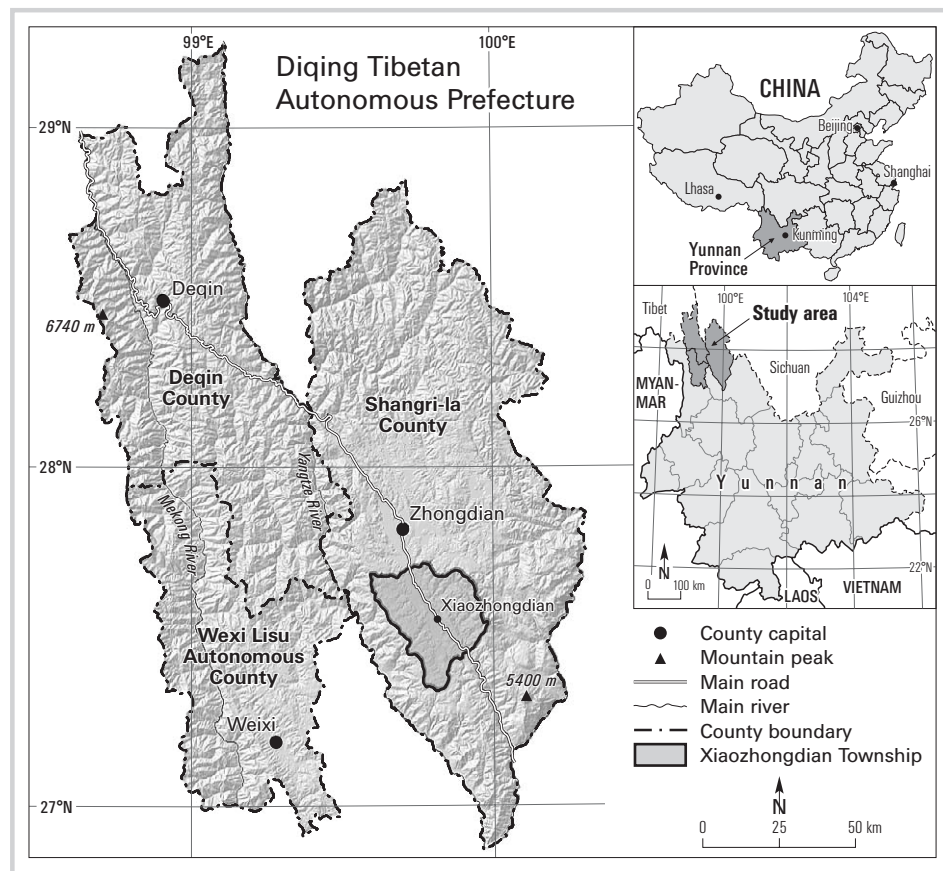 99°E
100°E
Diqing Tibetan
Autonomous Prefecture
29°N
Deqin
6740 m
Deqin
County
Shangri-la
County
28°N
Mekong River
Yangtze River
Zhongdian
Xiaozhongdian
Wexi Lisu
Autonomous
County
5400 m
Weixi
27°N
CHINA
Beijing
Shanghai
Lhasa
Kunming
Yunnan
Province
100°E
104°E
Tibet
Study area
MYAN-
MAR
Sichuan
Guizhou
26°N
Yunnan
N
0 100 km
22°N
LAOS
VIETNAM
County capital
Mountain peak
Main road
Main river
County boundary
Xiaozhongdian Township
N
0 25 50 km